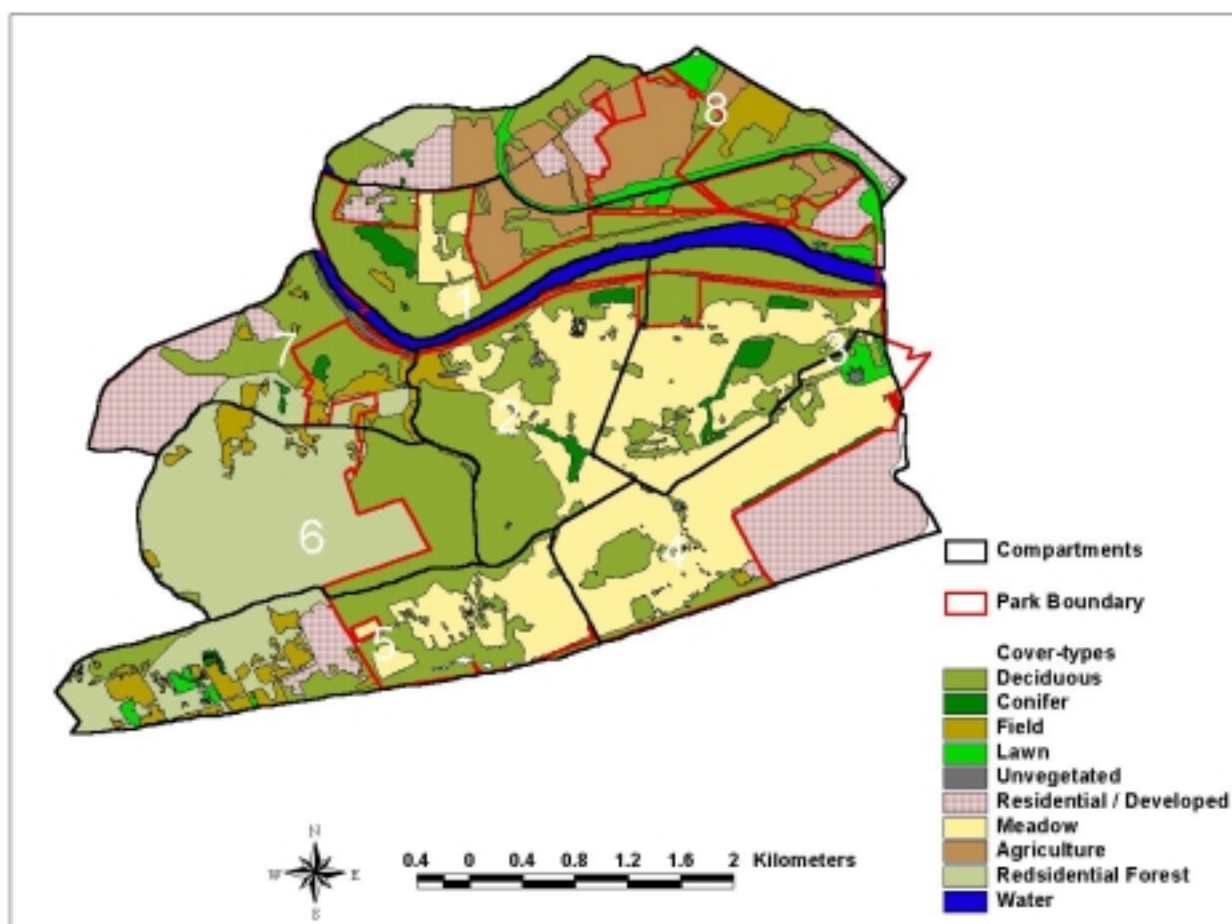 8
1
7
3
2
6
4
5
Compartments
Park Boundary
Cover-types
Deciduous
Conifer
Field
Lawn
Unvegetated
Residential / Developed
Meadow
Agriculture
Redsidential Forest
Water
N
W E
S
0.4 0 0.4 0.8 1.2 1.6 2 Kilometers